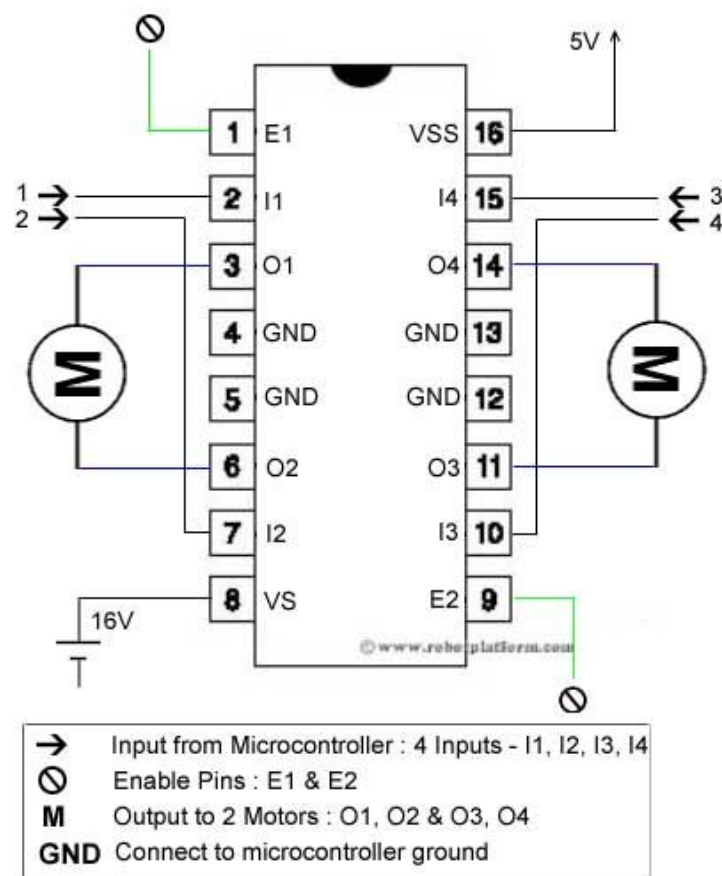 5V
1 E1
VSS 16
1
2 I1
I4 15
3
2
4
3 O1
O4 14
M
4 GND
GND 13
M
5 GND
GND 12
6 O2
O3 11
7 I2
I3 10
16V
8 VS
E2 9
©www.robotplatform.com
Input from Microcontroller : 4 Inputs - I1, I2, I3, I4
Enable Pins : E1 & E2
M Output to 2 Motors : O1, O2 & O3, O4
GND Connect to microcontroller ground